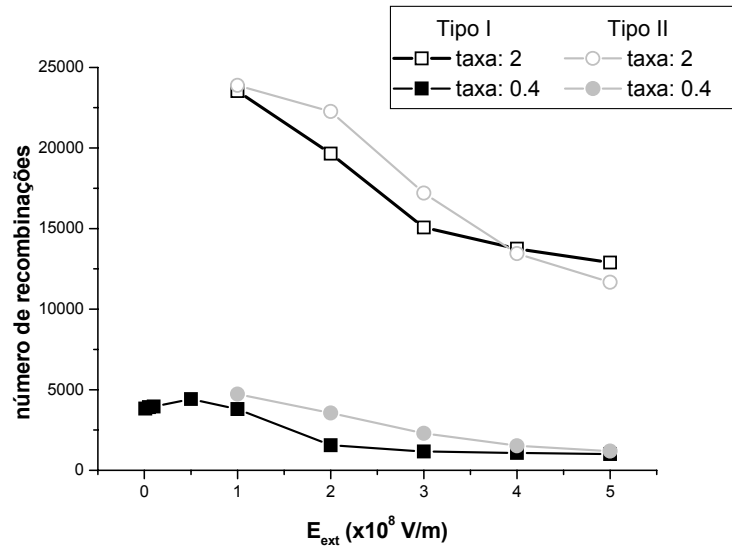 Tipo I Tipo II
taxa: 2 taxa: 2
taxa: 0.4 taxa: 0.4
25000
20000
15000
10000
5000
0
número de recombinações
0 1 2 3 4 5
E_ext (x10^8 V/m)